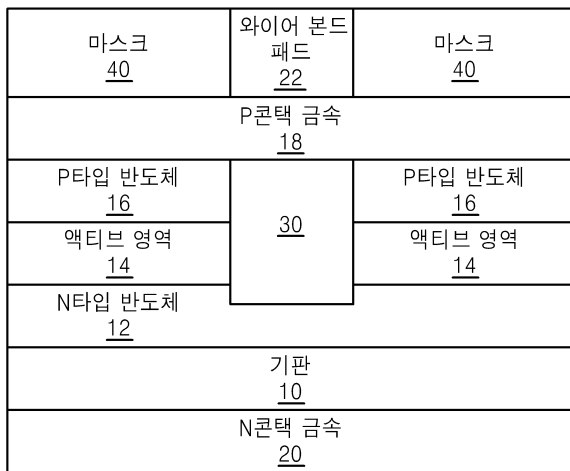 마스크
40
와이어 본드
패드
22
마스크
40
P콘택 금속
18
P타입 반도체
16
30
P타입 반도체
16
액티브 영역
14
액티브 영역
14
N타입 반도체
12
기판
10
N콘택 금속
20